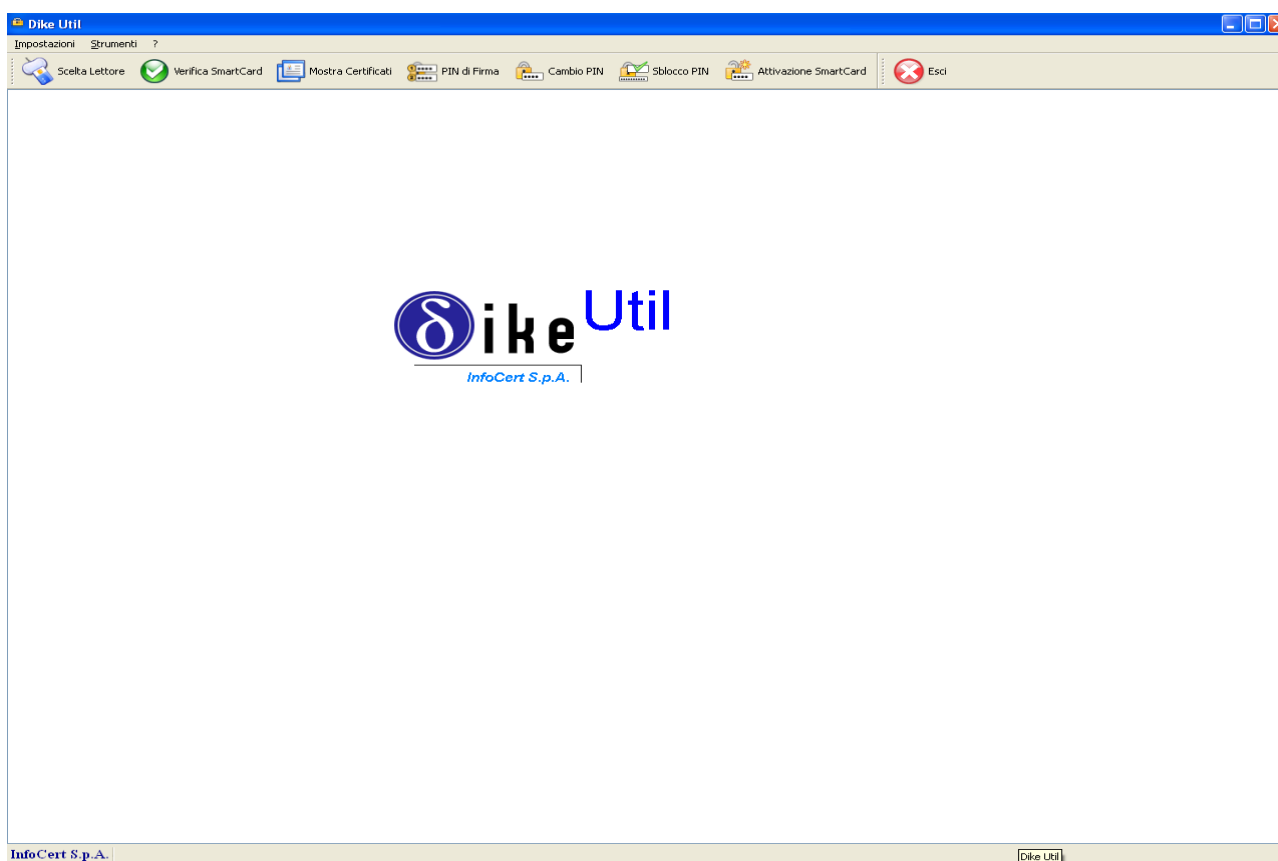 Dike Util
Impostazioni Strumenti ?
Scelta Lettore Verifica SmartCard Mostra Certificati PIN di Firma Cambio PIN Sblocco PIN Attivazione SmartCard Esci
δike Util
InfoCert S.p.A.
InfoCert S.p.A.
Dike Util